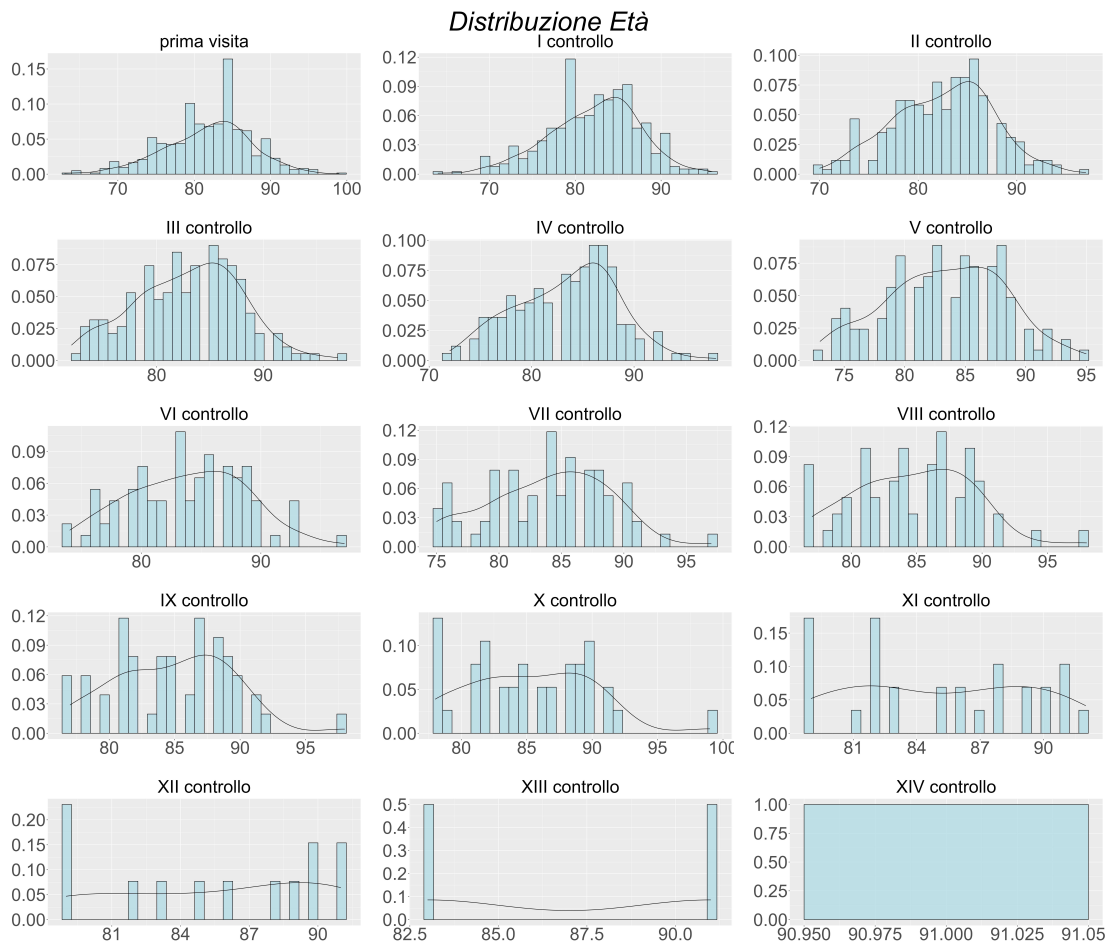 Distribuzione Età
prima visita
I controllo
II controllo
0.15
0.10
0.05
0.00
70 80 90 100
0.12
0.09
0.06
0.03
0.00
70 80 90
0.100
0.075
0.050
0.025
0.000
70 80 90
III controllo
IV controllo
V controllo
0.075
0.050
0.025
0.000
80 90
0.100
0.075
0.050
0.025
0.000
70 80 90
0.075
0.050
0.025
0.000
75 80 85 90 95
VI controllo
VII controllo
VIII controllo
0.09
0.06
0.03
0.00
80 90
0.12
0.09
0.06
0.03
0.00
75 80 85 90 95
0.12
0.09
0.06
0.03
0.00
80 85 90 95
IX controllo
X controllo
XI controllo
0.12
0.09
0.06
0.03
0.00
80 85 90 95
0.10
0.05
0.00
80 85 90 95 100
0.15
0.10
0.05
0.00
81 84 87 90
XII controllo
XIII controllo
XIV controllo
0.20
0.15
0.10
0.05
0.00
81 84 87 90
0.5
0.4
0.3
0.2
0.1
0.0
82.5 85.0 87.5 90.0
1.00
0.75
0.50
0.25
0.00
90.950 90.975 91.000 91.025 91.05